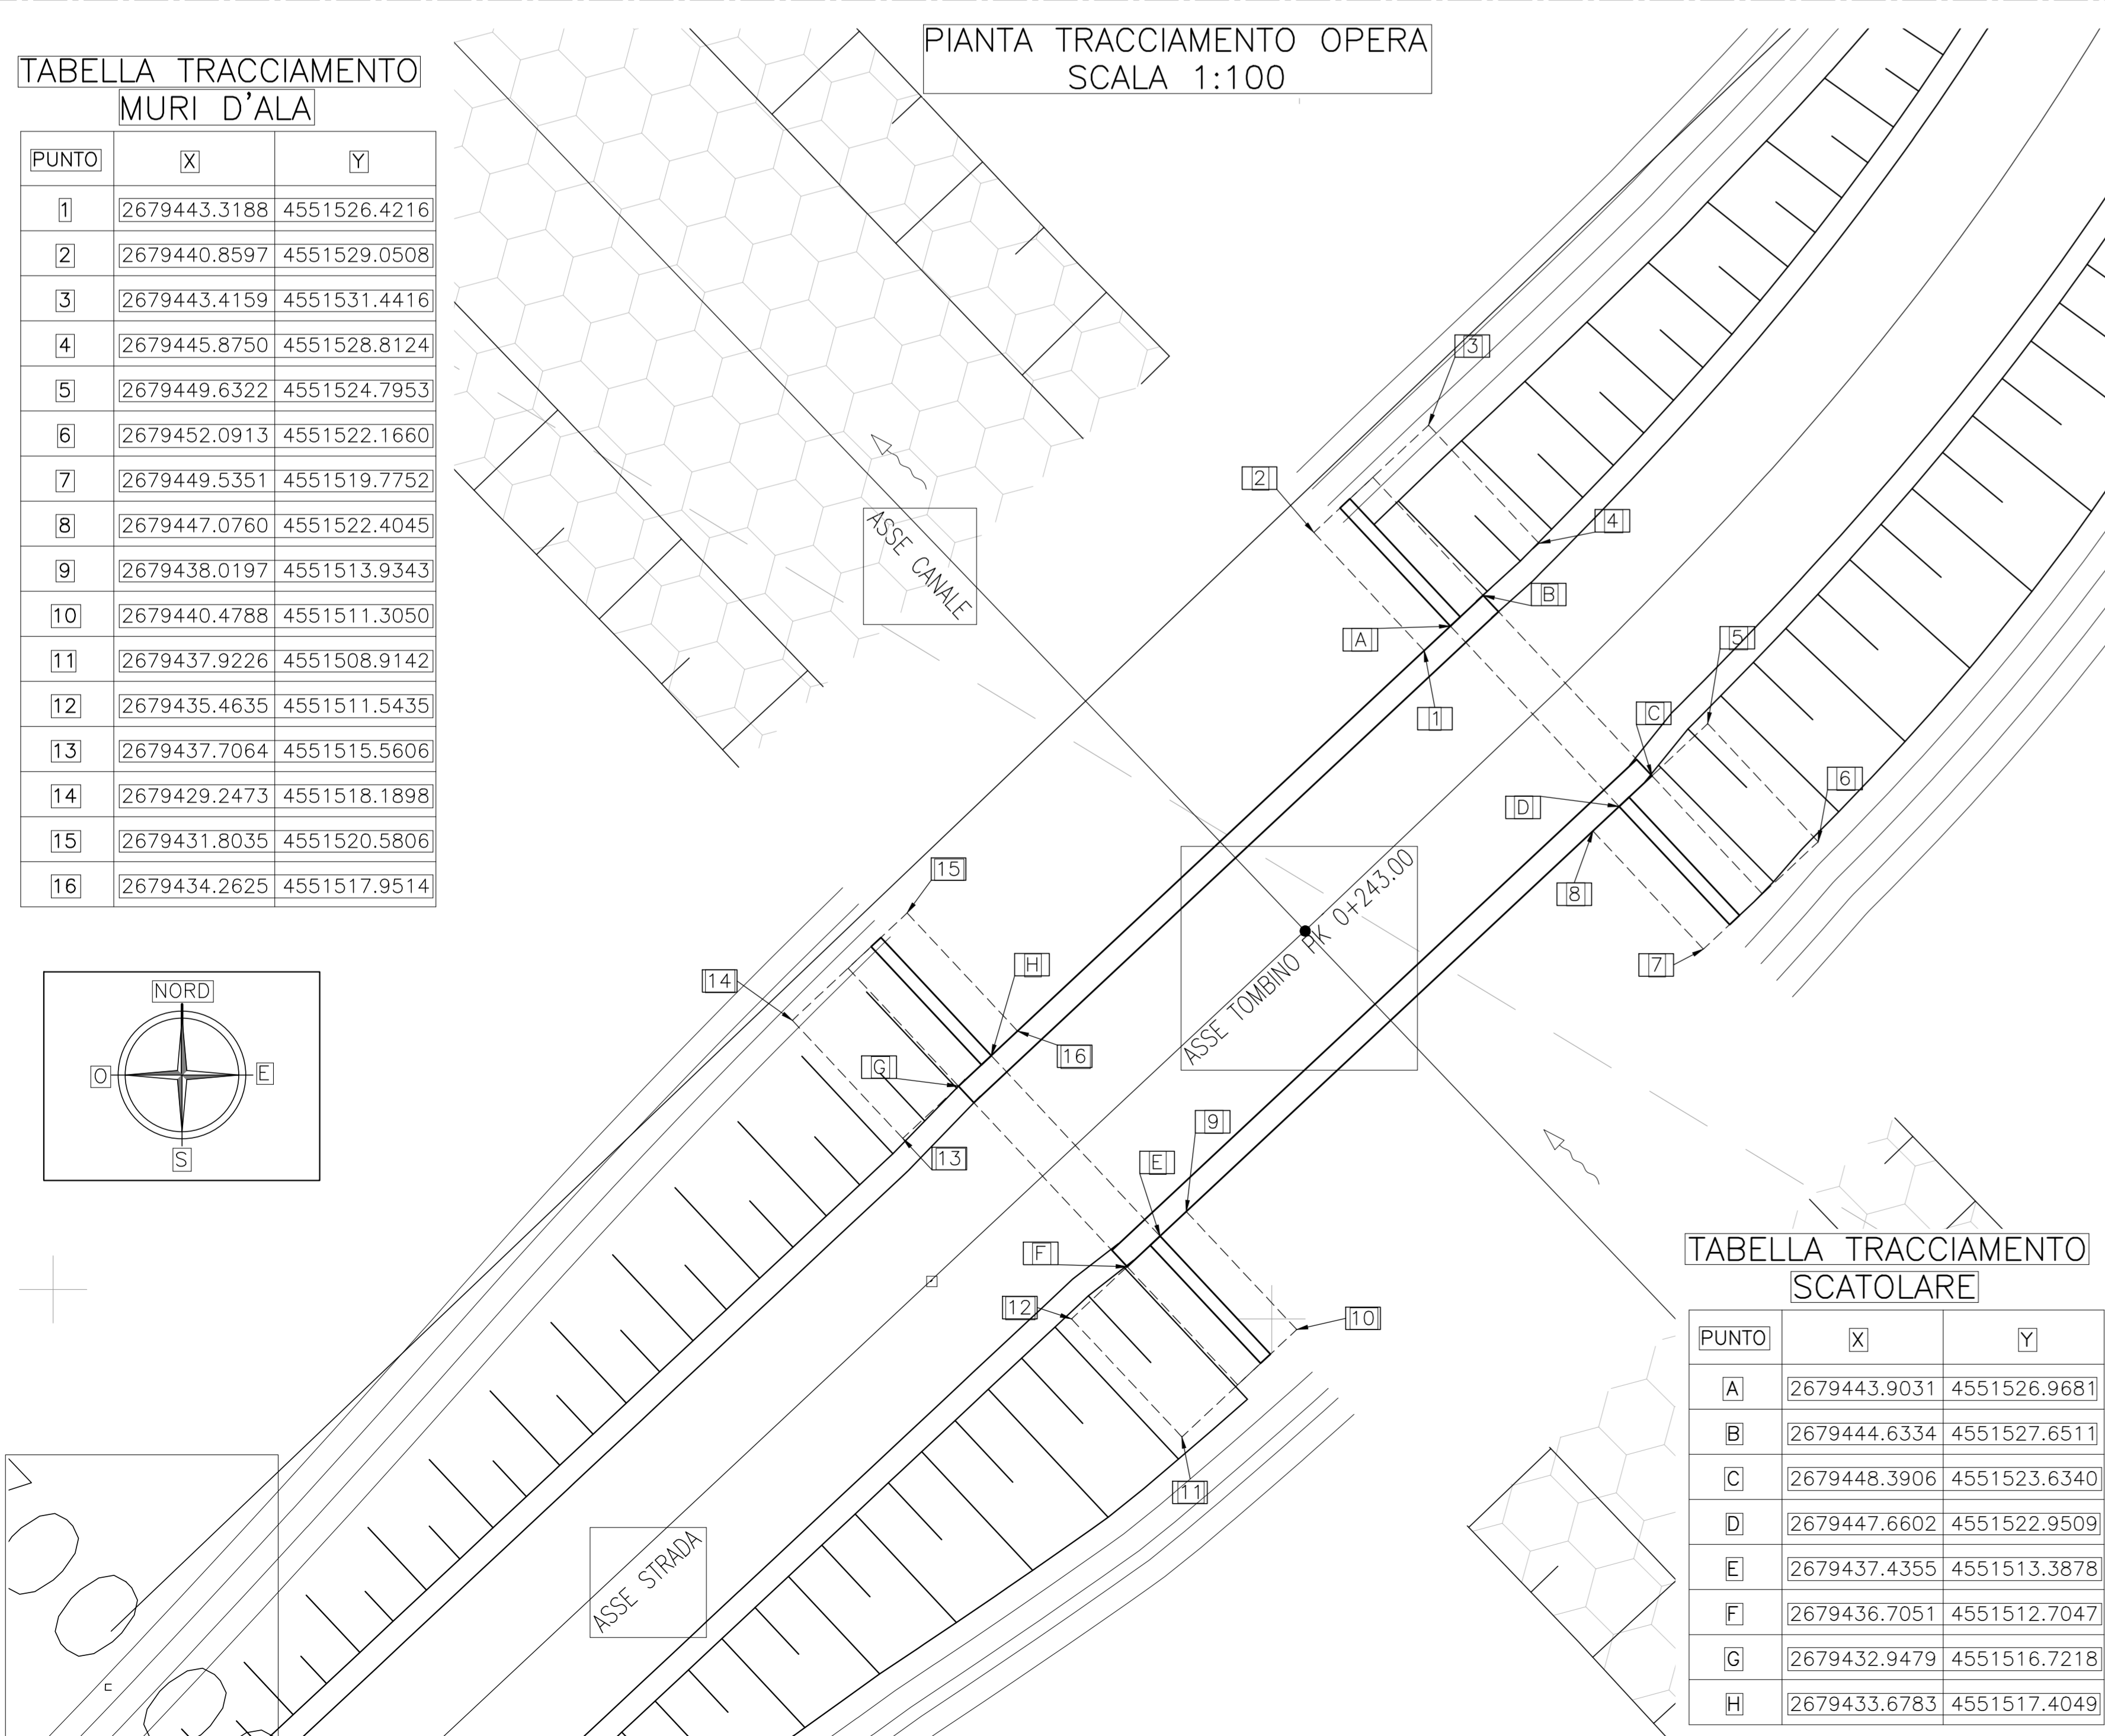 PIANTA TRACCIAMENTO OPERA
SCALA 1:100
TABELLA TRACCIAMENTO
MURI D'ALA
PUNTO X Y
1 2679443.3188 4551526.4216
2 2679440.8597 4551529.0508
3 2679443.4159 4551531.4416
4 2679445.8750 4551528.8124
5 2679449.6322 4551524.7953
6 2679452.0913 4551522.1660
7 2679449.5351 4551519.7752
8 2679447.0760 4551522.4045
9 2679438.0197 4551513.9343
10 2679440.4788 4551511.3050
11 2679437.9226 4551508.9142
12 2679435.4635 4551511.5435
13 2679437.7064 4551515.5606
14 2679429.2473 4551518.1898
15 2679431.8035 4551520.5806
16 2679434.2625 4551517.9514
NORD
O
E
S
3
2
4
B
A
1
5
C
6
D
8
7
ASSE CANALE
ASSE TOMBINO PK 0+243.00
15
14
H
16
G
13
9
E
F
12
10
11
ASSE STRADA
TABELLA TRACCIAMENTO
SCATOLARE
PUNTO X Y
A 2679443.9031 4551526.9681
B 2679444.6334 4551527.6511
C 2679448.3906 4551523.6340
D 2679447.6602 4551522.9509
E 2679437.4355 4551513.3878
F 2679436.7051 4551512.7047
G 2679432.9479 4551516.7218
H 2679433.6783 4551517.4049